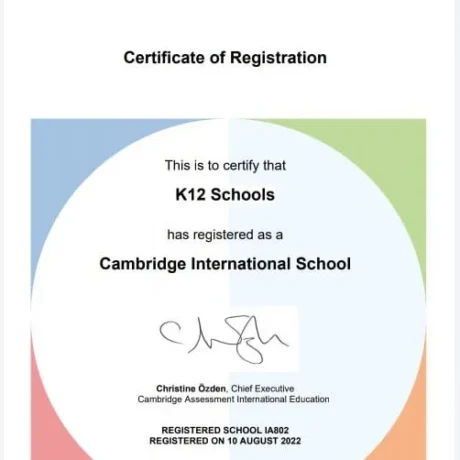 Certificate of Registration
This is to certify that
K12 Schools
has registered as a
Cambridge International School
Christine Özden, Chief Executive
Cambridge Assessment International Education
REGISTERED SCHOOL IA802
REGISTERED ON 10 AUGUST 2022